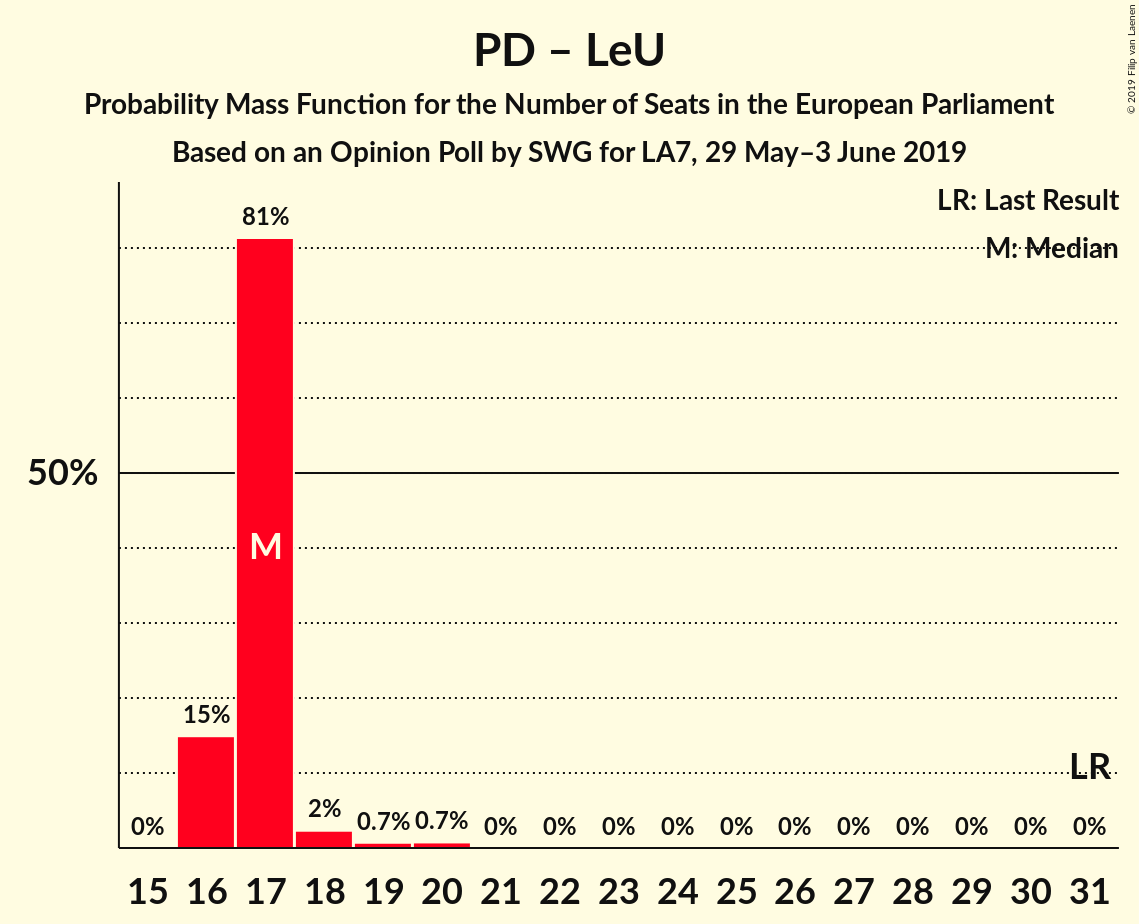 PD – LeU
Probability Mass Function for the Number of Seats in the European Parliament
Based on an Opinion Poll by SWG for LA7, 29 May–3 June 2019
© 2019 Filip van Laenen
LR: Last Result
M: Median
81%
50%
M
15%
LR
0% 2% 0.7% 0.7% 0% 0% 0% 0% 0% 0% 0% 0% 0% 0% 0%
15 16 17 18 19 20 21 22 23 24 25 26 27 28 29 30 31